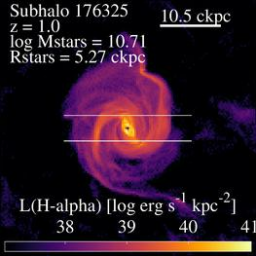 Subhalo 176325
10.5 ckpc
z = 1.0
log Mstars = 10.71
Rstars = 5.27 ckpc
L(H-alpha) [log erg s⁻¹ kpc⁻²]
38 39 40 41